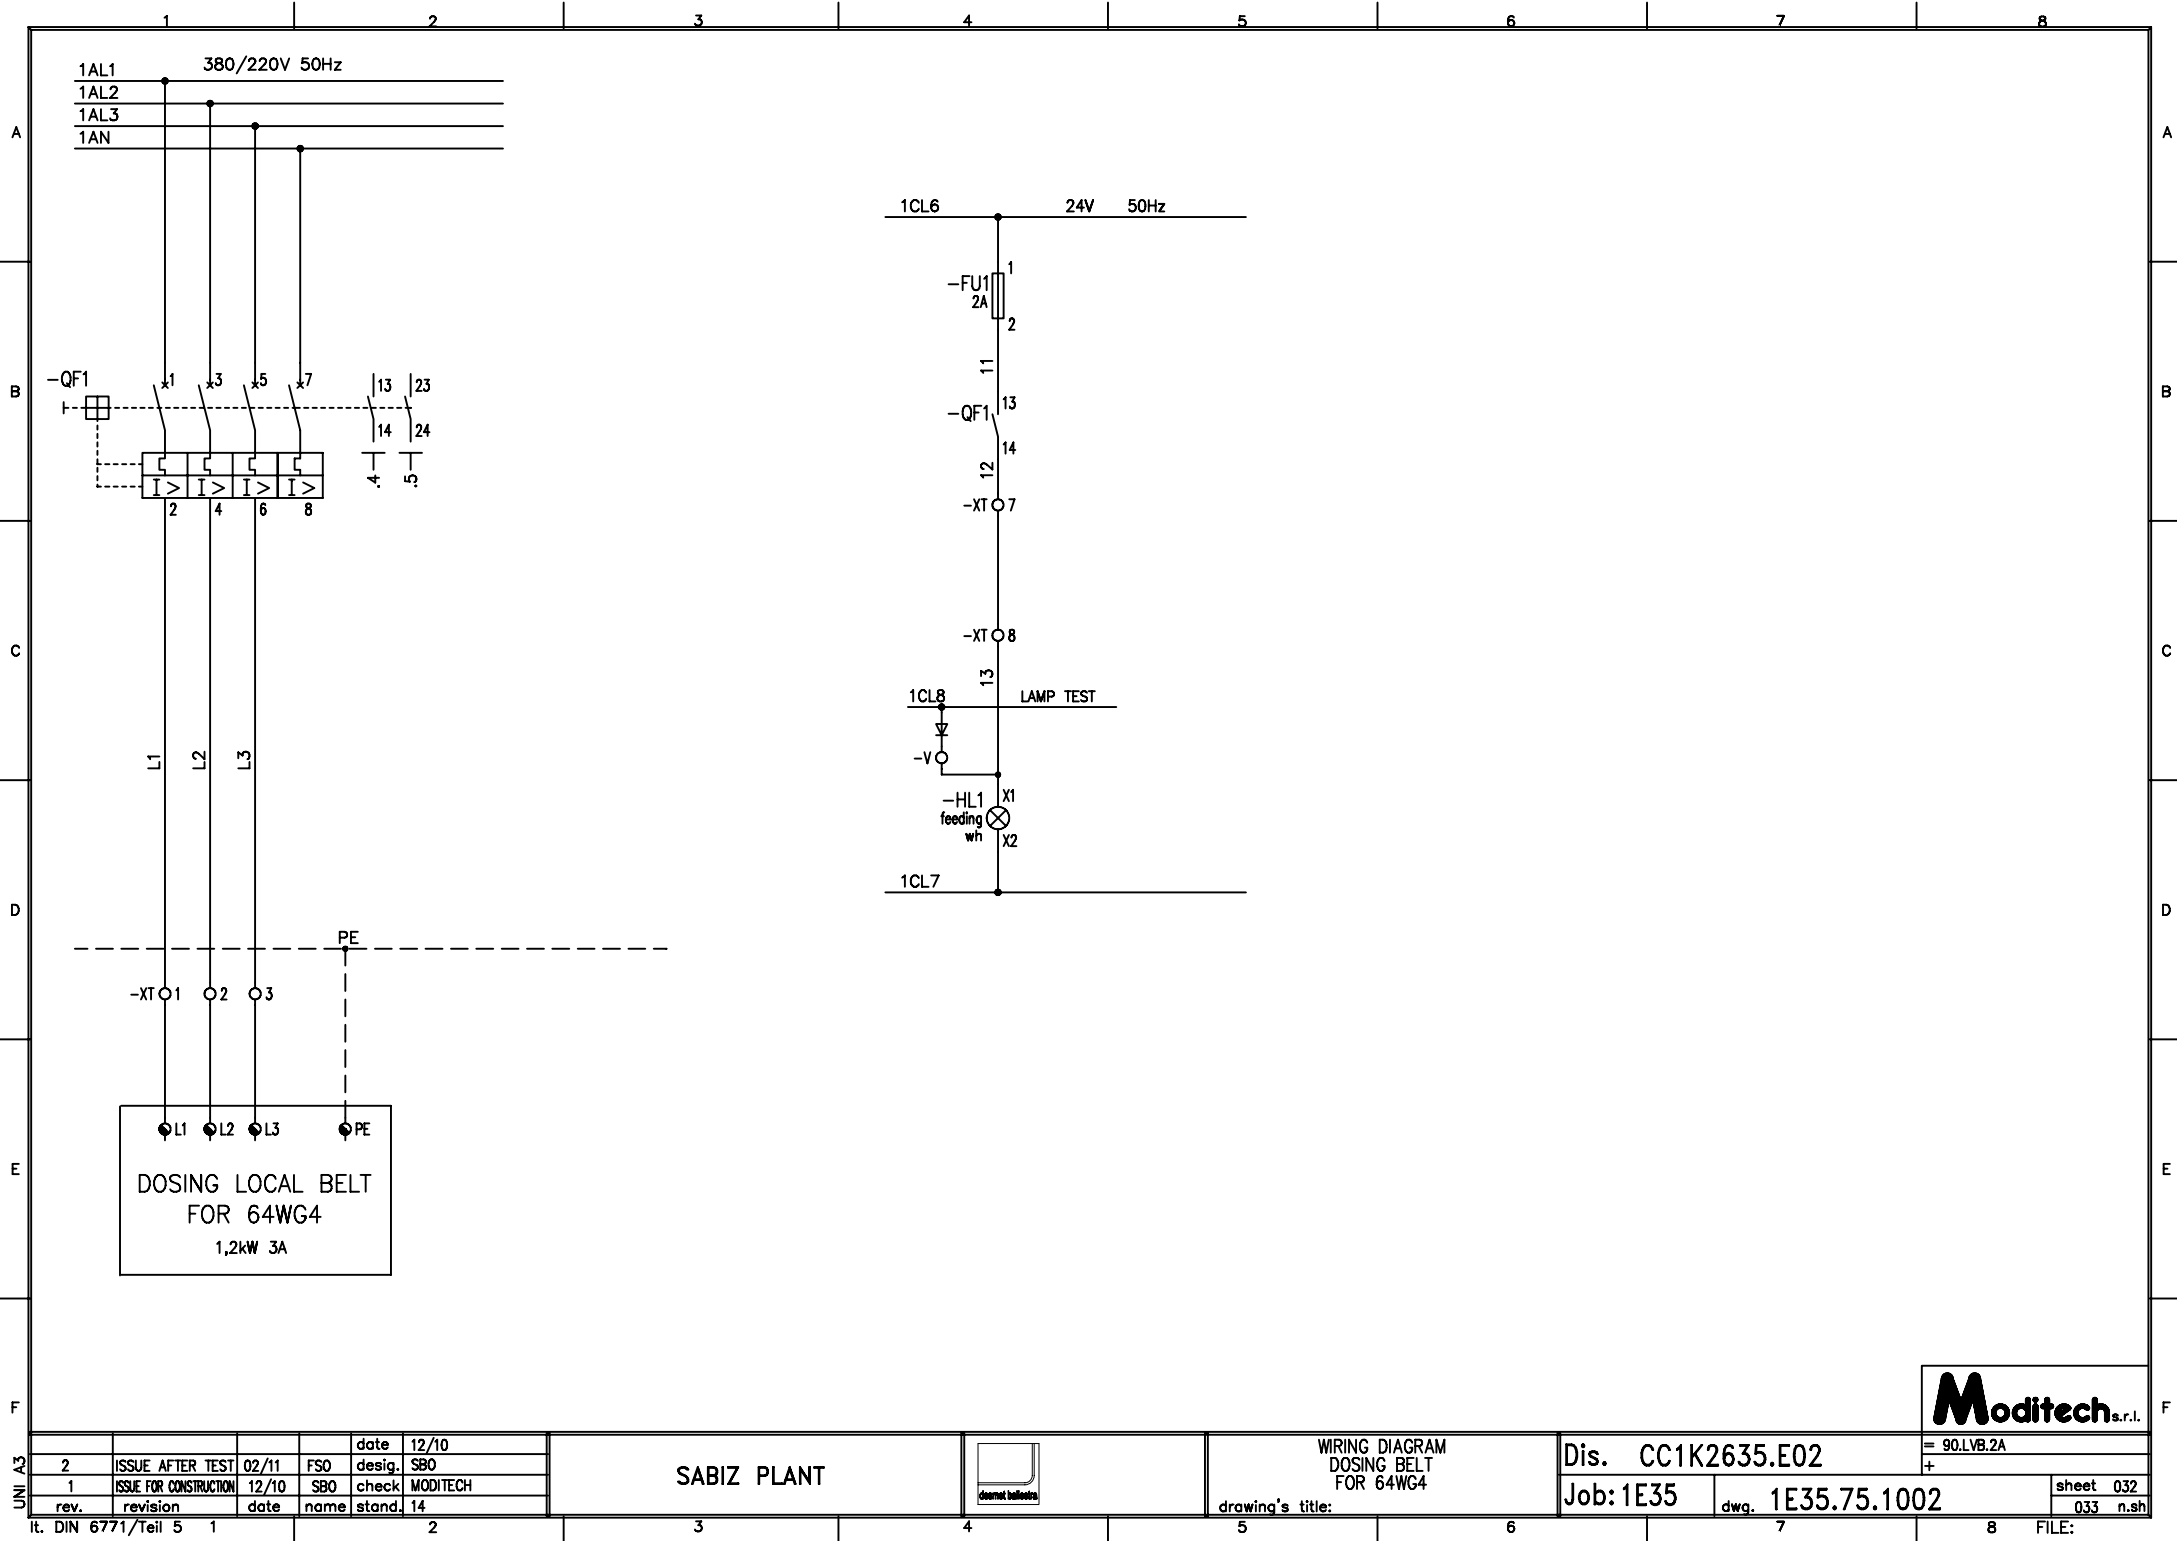 1 2 3 4 5 6 7 8
A A
B B
C C
D D
E E
F F
1AL1 380/220V 50Hz
1AL2
1AL3
1AN
-QF1 1 3 5 7 13 23
14 24
I> I> I> I> .4 .5
2 4 6 8
L1 L2 L3
PE
-XT 1 2 3
L1 L2 L3 PE
DOSING LOCAL BELT
FOR 64WG4
1,2kW 3A
1CL6 24V 50Hz
1
-FU1
2A
2
11
13
-QF1
14
12
-XT 7
-XT 8
13
1CL8 LAMP TEST
-V
-HL1 X1
feeding
wh X2
1CL7
Moditech s.r.l.
UNI A3
date 12/10
2 ISSUE AFTER TEST 02/11 FSO desig. SBO
1 ISSUE FOR CONSTRUCTION 12/10 SBO check MODITECH
rev. revision date name stand. 14
SABIZ PLANT
desmet ballestra
WIRING DIAGRAM
DOSING BELT
FOR 64WG4
drawing's title:
Dis. CC1K2635.E02
Job: 1E35 dwg. 1E35.75.1002
= 90.LVB.2A
+
sheet 032
033 n.sh
lt. DIN 6771/Teil 5 1 2 3 4 5 6 7 8 FILE: